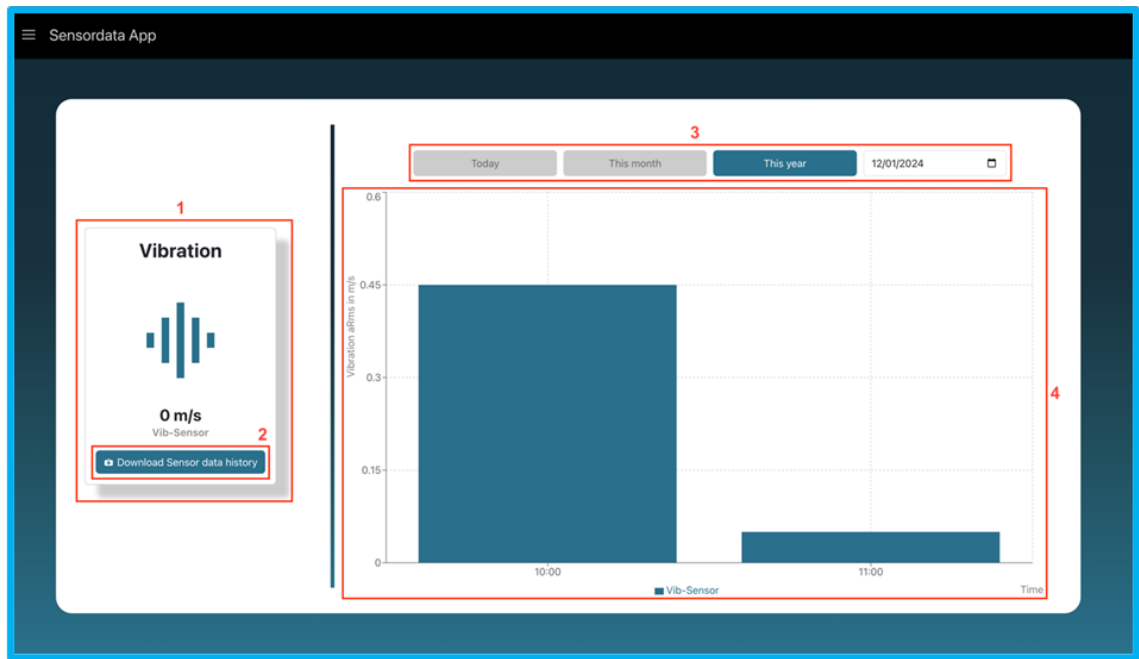 Sensordata App
1
Vibration
0 m/s
Vib-Sensor
2
Download Sensor data history
3
Today
This month
This year
12/01/2024
4
Vibration aRms in m/s
0.6
0.45
0.3
0.15
0
10:00
11:00
Vib-Sensor
Time